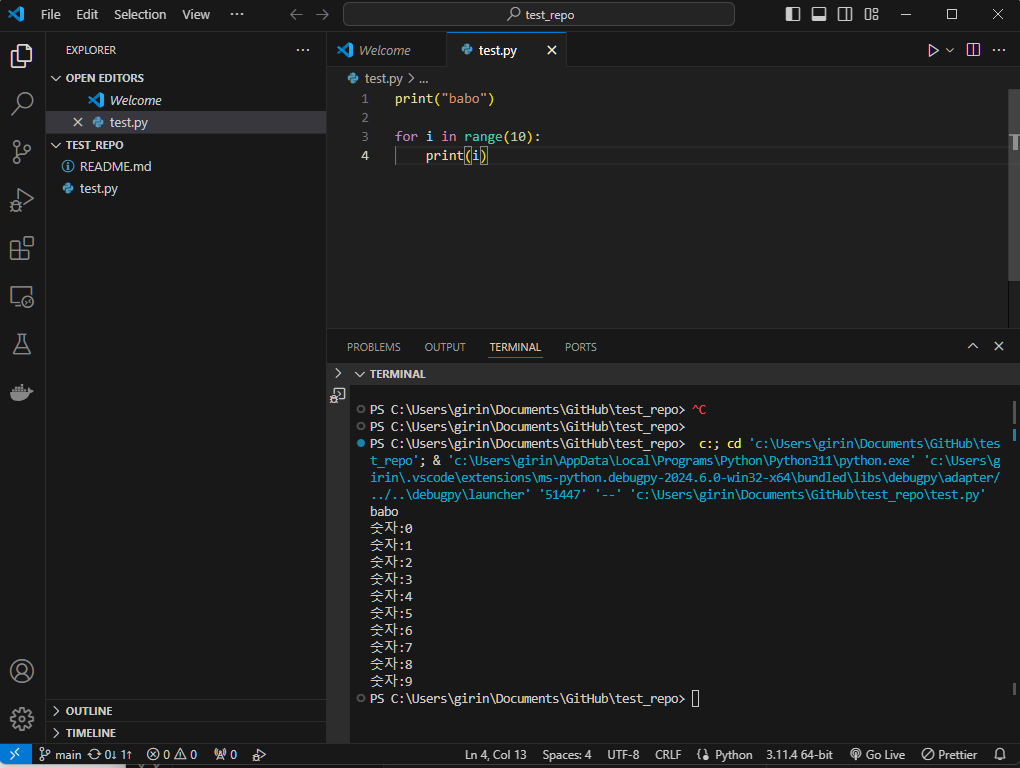 File Edit Selection View ··· test_repo
EXPLORER ···
OPEN EDITORS
Welcome
test.py
TEST_REPO
README.md
test.py
OUTLINE
TIMELINE
Welcome test.py
test.py > ...
1 print("babo")
2
3 for i in range(10):
4 print(i)
PROBLEMS OUTPUT TERMINAL PORTS
TERMINAL
PS C:\Users\girin\Documents\GitHub\test_repo> ^C
PS C:\Users\girin\Documents\GitHub\test_repo>
PS C:\Users\girin\Documents\GitHub\test_repo> c:; cd 'c:\Users\girin\Documents\GitHub\tes
t_repo'; & 'c:\Users\girin\AppData\Local\Programs\Python\Python311\python.exe' 'c:\Users\g
irin\.vscode\extensions\ms-python.debugpy-2024.6.0-win32-x64\bundled\libs\debugpy\adapter/
../..\debugpy\launcher' '51447' '--' 'c:\Users\girin\Documents\GitHub\test_repo\test.py'
babo
숫자:0
숫자:1
숫자:2
숫자:3
숫자:4
숫자:5
숫자:6
숫자:7
숫자:8
숫자:9
PS C:\Users\girin\Documents\GitHub\test_repo>
main 0↓ 1↑ 0 0 0 Ln 4, Col 13 Spaces: 4 UTF-8 CRLF Python 3.11.4 64-bit Go Live Prettier